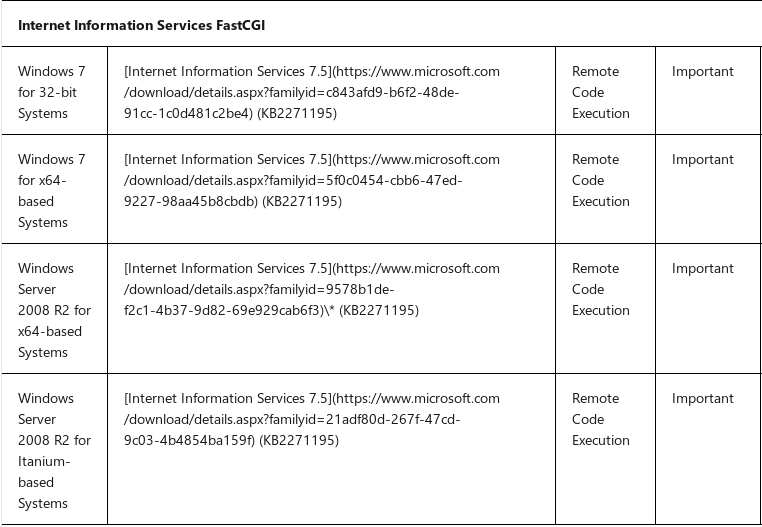 Internet Information Services FastCGI
Windows 7
for 32-bit
Systems
[Internet Information Services 7.5](https://www.microsoft.com
/download/details.aspx?familyid=c843afd9-b6f2-48de-
91cc-1c0d481c2be4) (KB2271195)
Remote
Code
Execution
Important
Windows 7
for x64-
based
Systems
[Internet Information Services 7.5](https://www.microsoft.com
/download/details.aspx?familyid=5f0c0454-cbb6-47ed-
9227-98aa45b8cbdb) (KB2271195)
Remote
Code
Execution
Important
Windows
Server
2008 R2 for
x64-based
Systems
[Internet Information Services 7.5](https://www.microsoft.com
/download/details.aspx?familyid=9578b1de-
f2c1-4b37-9d82-69e929cab6f3)\* (KB2271195)
Remote
Code
Execution
Important
Windows
Server
2008 R2 for
Itanium-
based
Systems
[Internet Information Services 7.5](https://www.microsoft.com
/download/details.aspx?familyid=21adf80d-267f-47cd-
9c03-4b4854ba159f) (KB2271195)
Remote
Code
Execution
Important